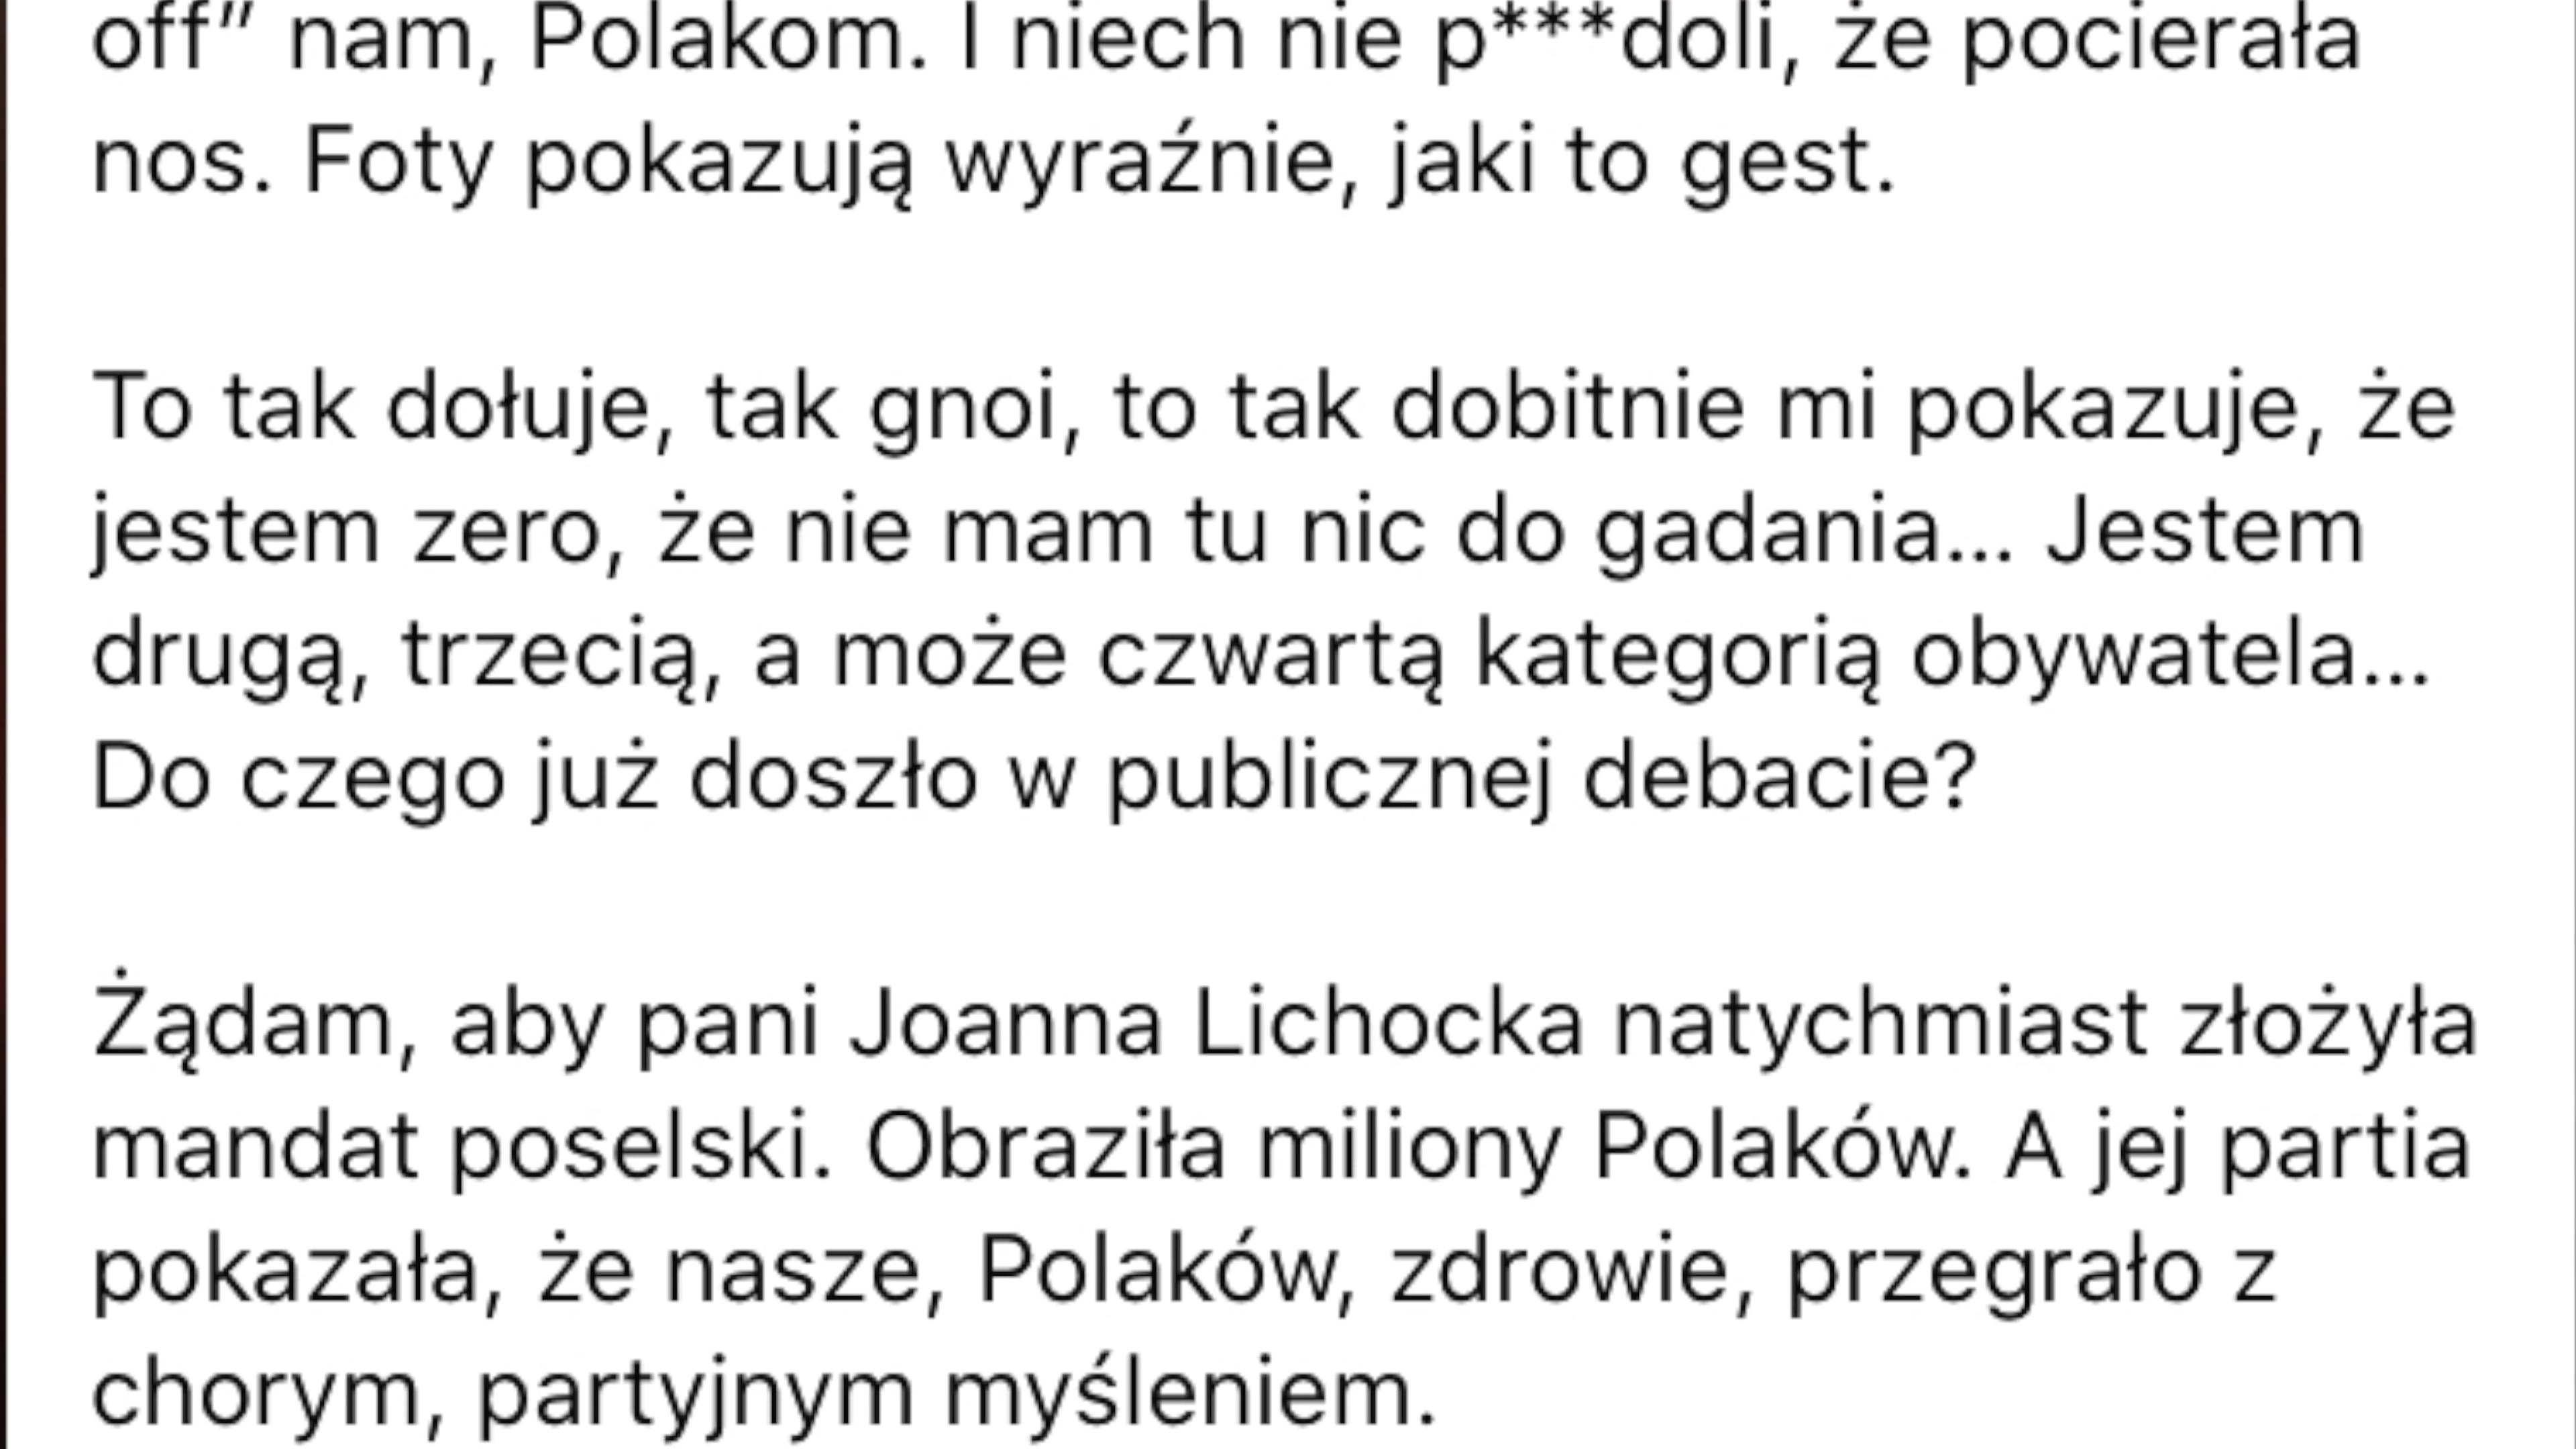 off” nam, Polakom. I niech nie p***doli, że pocierała
nos. Foty pokazują wyraźnie, jaki to gest.
To tak dołuje, tak gnoi, to tak dobitnie mi pokazuje, że
jestem zero, że nie mam tu nic do gadania... Jestem
drugą, trzecią, a może czwartą kategorią obywatela...
Do czego już doszło w publicznej debacie?
Żądam, aby pani Joanna Lichocka natychmiast złożyła
mandat poselski. Obraziła miliony Polaków. A jej partia
pokazała, że nasze, Polaków, zdrowie, przegrało z
chorym, partyjnym myśleniem.